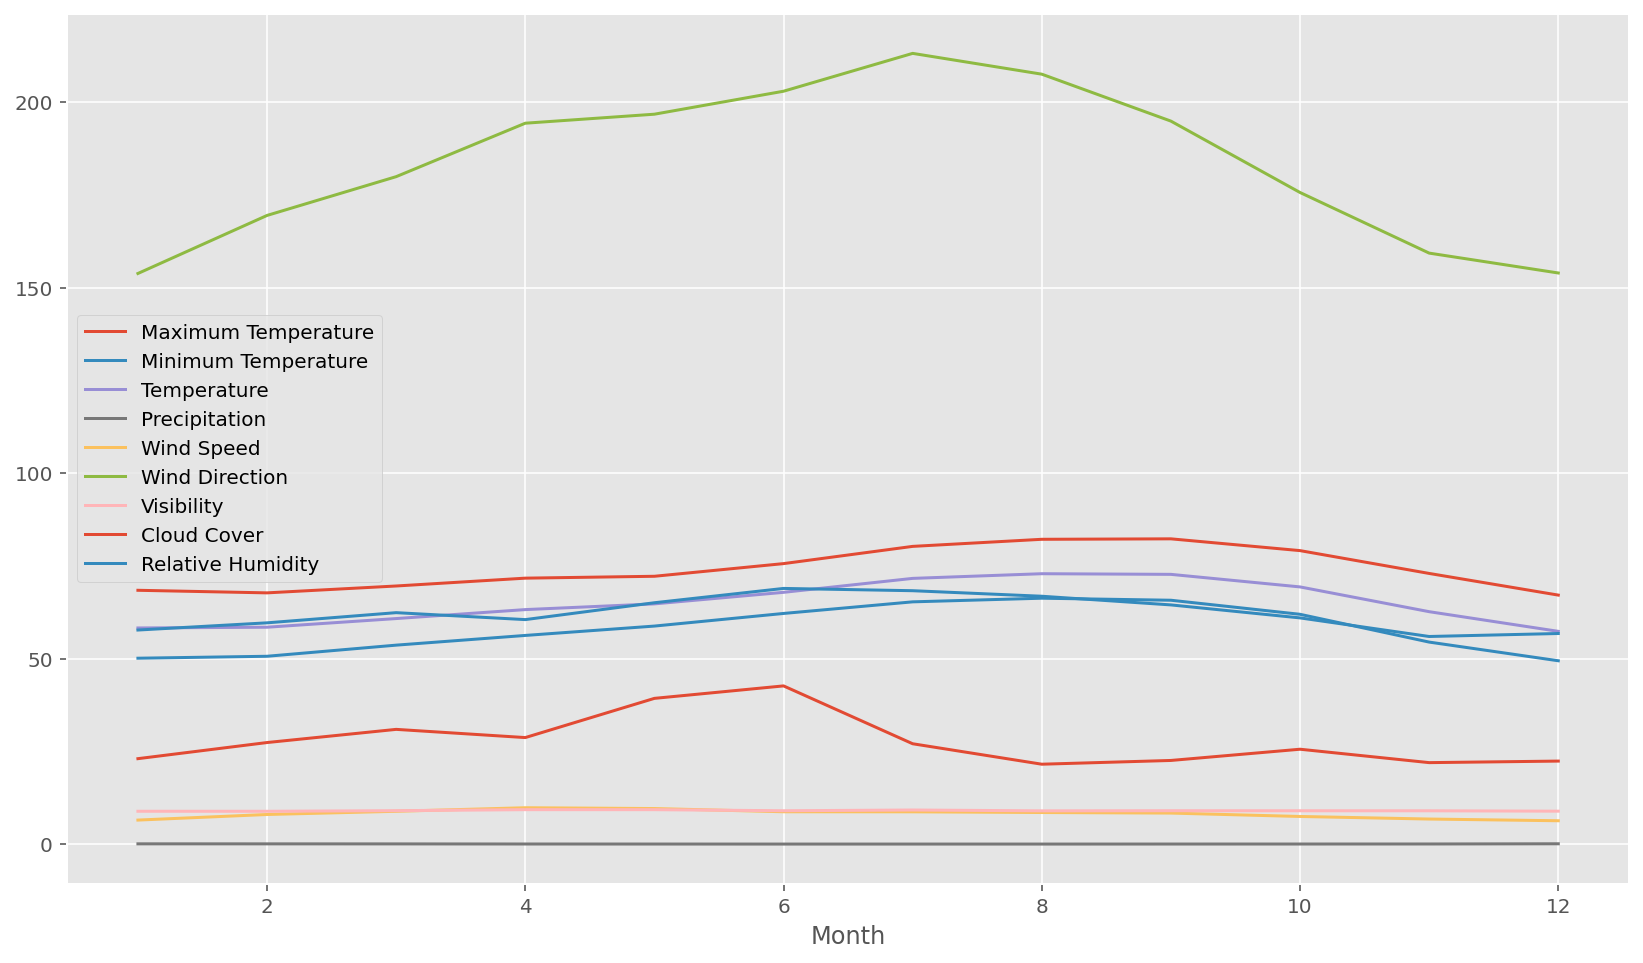 200
150
100
50
0
Maximum Temperature
Minimum Temperature
Temperature
Precipitation
Wind Speed
Wind Direction
Visibility
Cloud Cover
Relative Humidity
2 4 6 8 10 12
Month